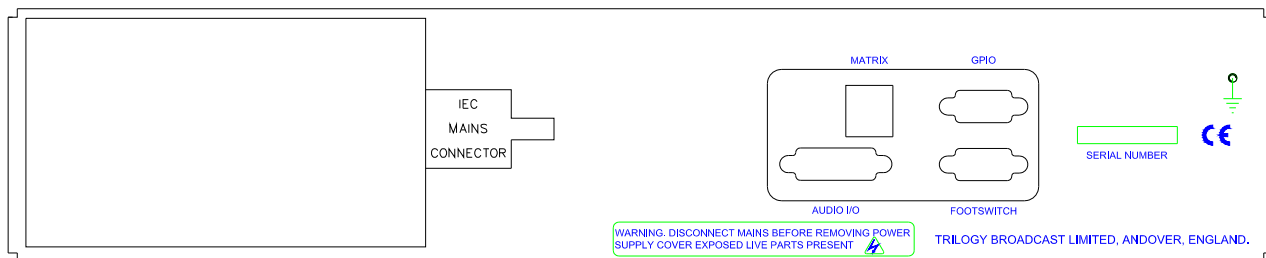 MATRIX
GPIO
IEC
MAINS
CONNECTOR
SERIAL NUMBER
CE
AUDIO I/O
FOOTSWITCH
WARNING. DISCONNECT MAINS BEFORE REMOVING POWER
SUPPLY COVER EXPOSED LIVE PARTS PRESENT
TRILOGY BROADCAST LIMITED, ANDOVER, ENGLAND.